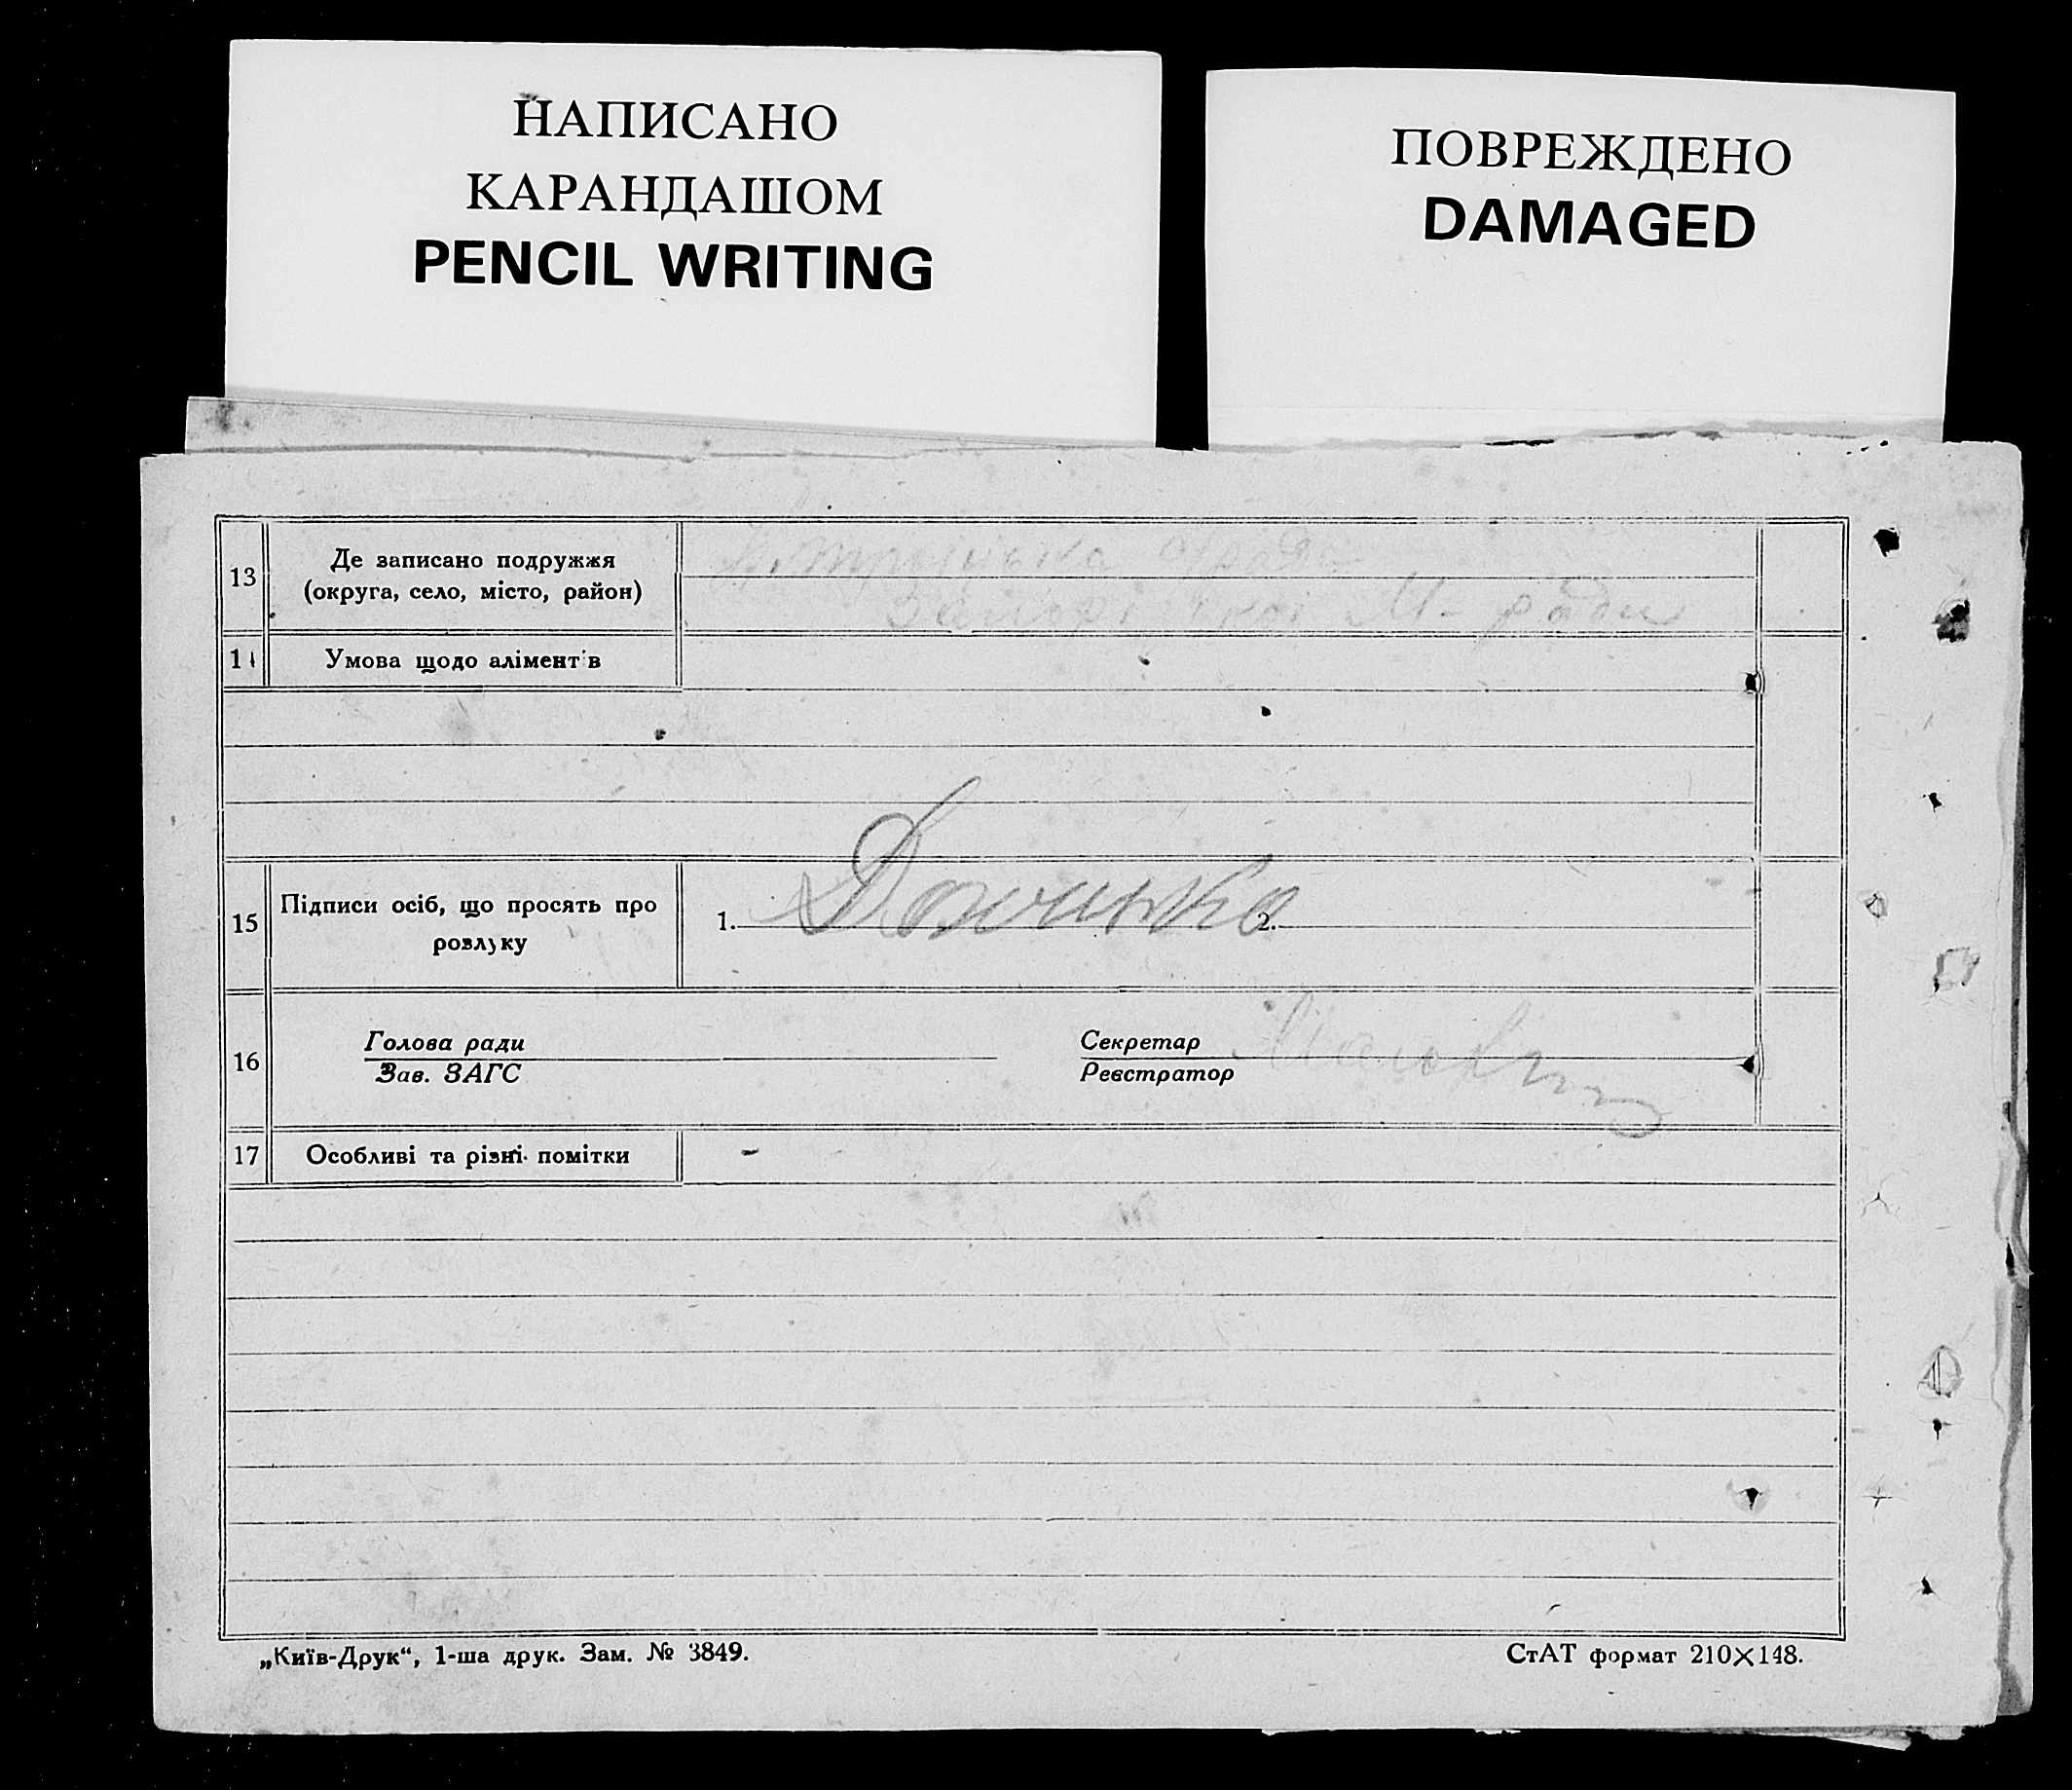 НАПИСАНО
КАРАНДАШОМ
PENCIL WRITING
ПОВРЕЖДЕНО
DAMAGED
13 Де записано подружжя
(округа, село, місто, район)
М- ради
14 Умова щодо аліментів
15 Підписи осіб, що просять про
розлуку
1. 2.
16 Голова ради
Зав. ЗАГС
Секретар
Реєстратор
17 Особливі та різні помітки -
„Київ-Друк“, 1-ша друк. Зам. № 3849.
СтАТ формат 210×148.